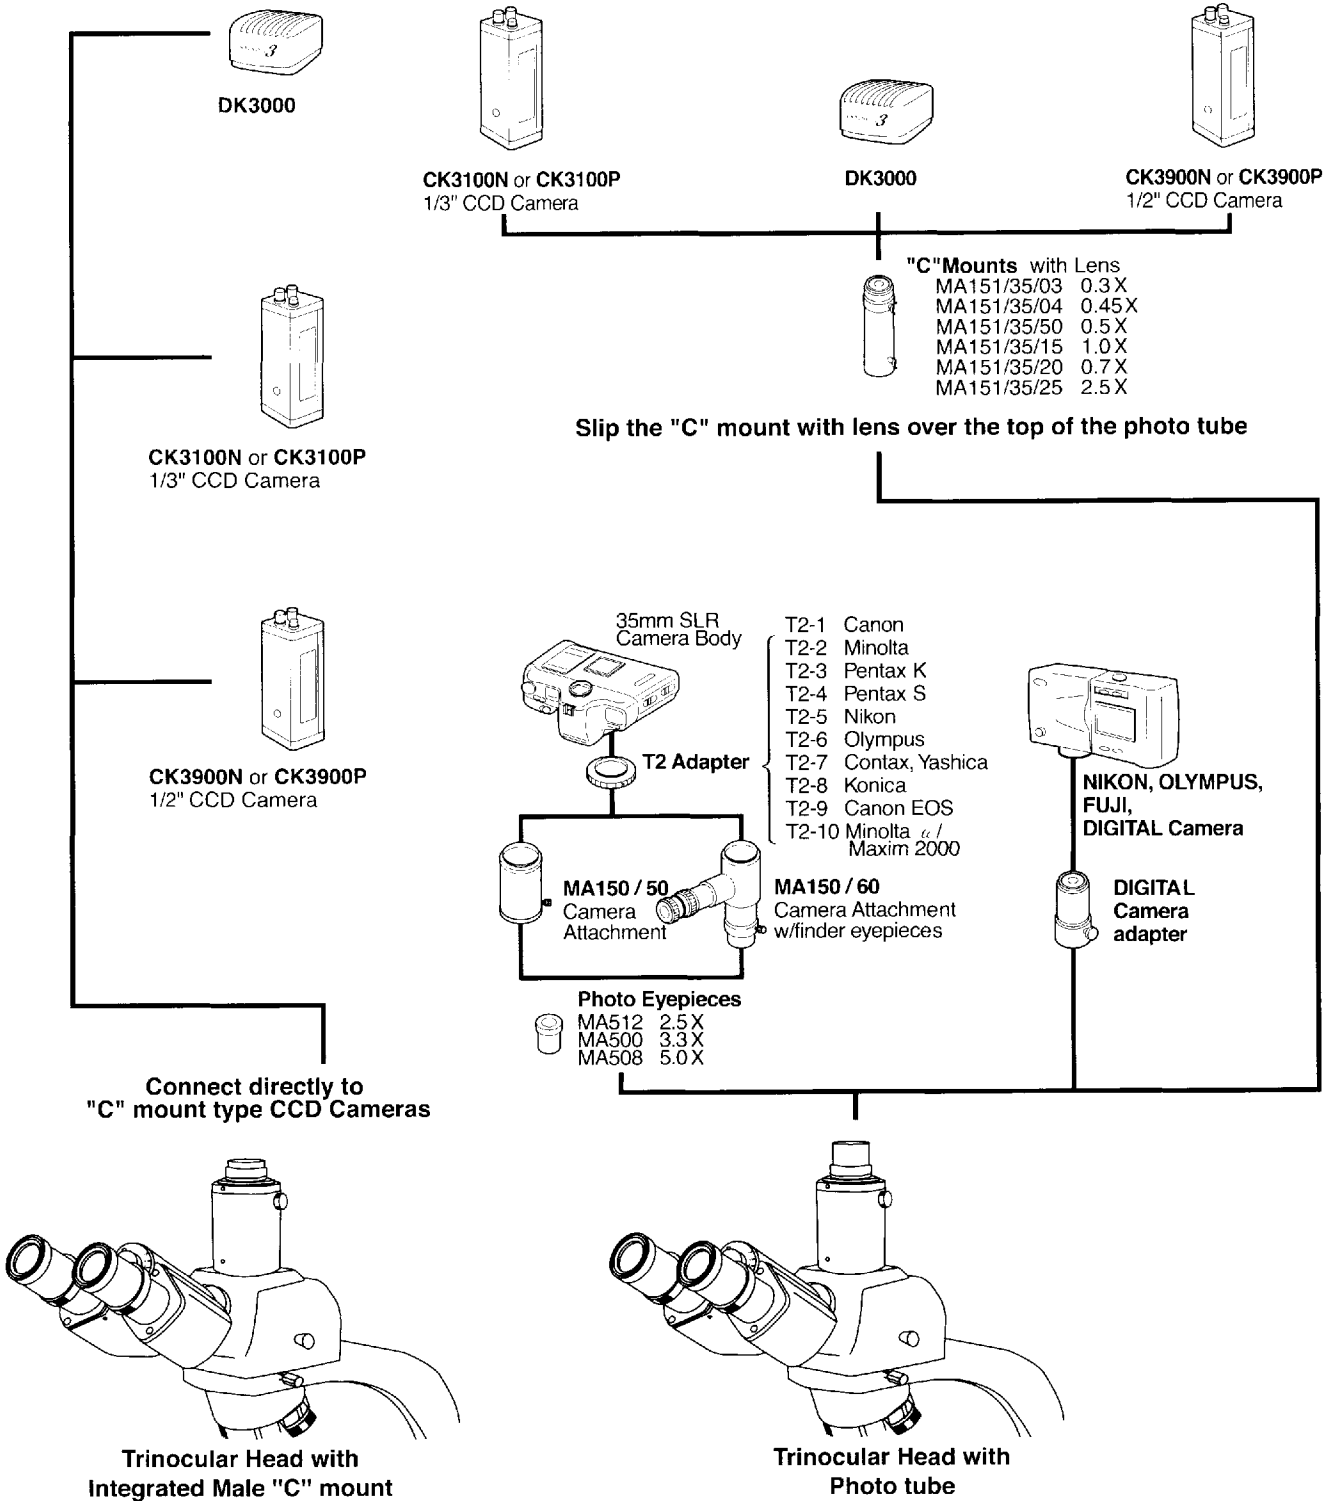 3
DK3000
CK3100N or CK3100P
1/3" CCD Camera
3
DK3000
CK3900N or CK3900P
1/2" CCD Camera
"C"Mounts with Lens
MA151/35/03 0.3X
MA151/35/04 0.45X
MA151/35/50 0.5X
MA151/35/15 1.0X
MA151/35/20 0.7X
MA151/35/25 2.5X
Slip the "C" mount with lens over the top of the photo tube
CK3100N or CK3100P
1/3" CCD Camera
CK3900N or CK3900P
1/2" CCD Camera
35mm SLR
Camera Body
T2 Adapter
T2-1 Canon
T2-2 Minolta
T2-3 Pentax K
T2-4 Pentax S
T2-5 Nikon
T2-6 Olympus
T2-7 Contax, Yashica
T2-8 Konica
T2-9 Canon EOS
T2-10 Minolta α /
Maxim 2000
NIKON, OLYMPUS,
FUJI,
DIGITAL Camera
MA150 / 50
Camera
Attachment
MA150 / 60
Camera Attachment
w/finder eyepieces
DIGITAL
Camera
adapter
Photo Eyepieces
MA512 2.5X
MA500 3.3X
MA508 5.0X
Connect directly to
"C" mount type CCD Cameras
Trinocular Head with
Integrated Male "C" mount
Trinocular Head with
Photo tube